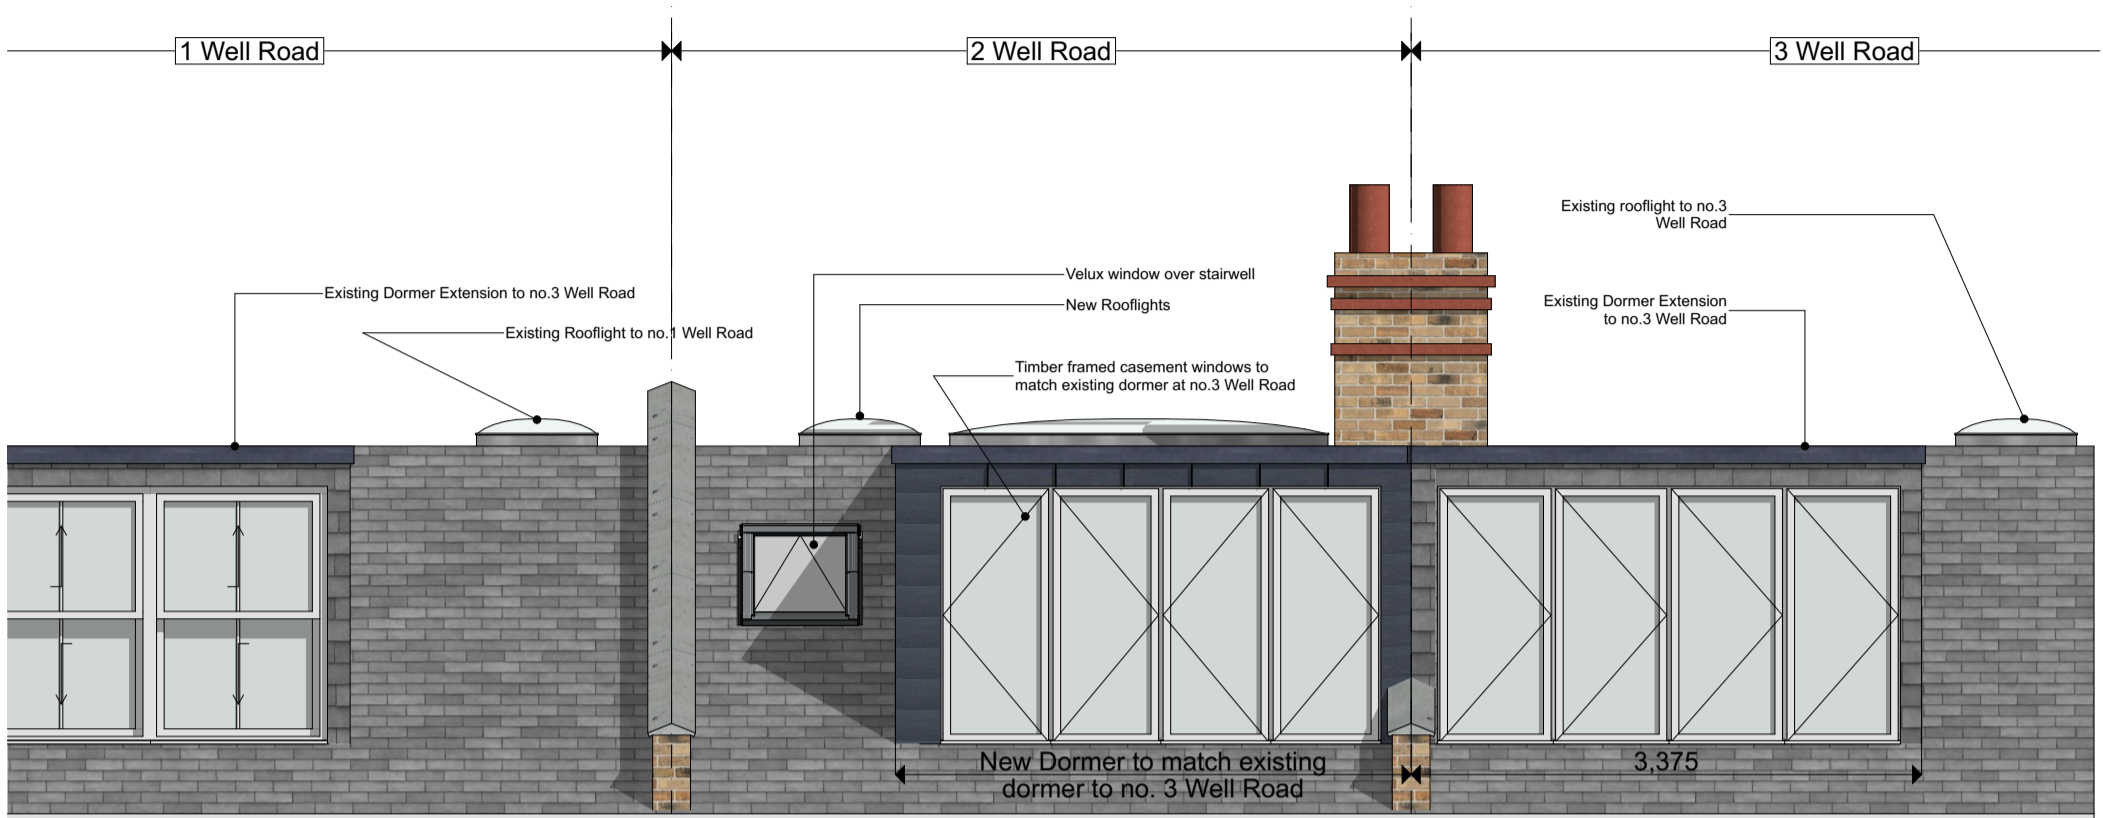 1 Well Road
2 Well Road
3 Well Road
Existing rooflight to no.3
Well Road
Velux window over stairwell
Existing Dormer Extension to no.3 Well Road
New Rooflights
Existing Dormer Extension
to no.3 Well Road
Existing Rooflight to no.1 Well Road
Timber framed casement windows to
match existing dormer at no.3 Well Road
New Dormer to match existing
dormer to no. 3 Well Road
3,375